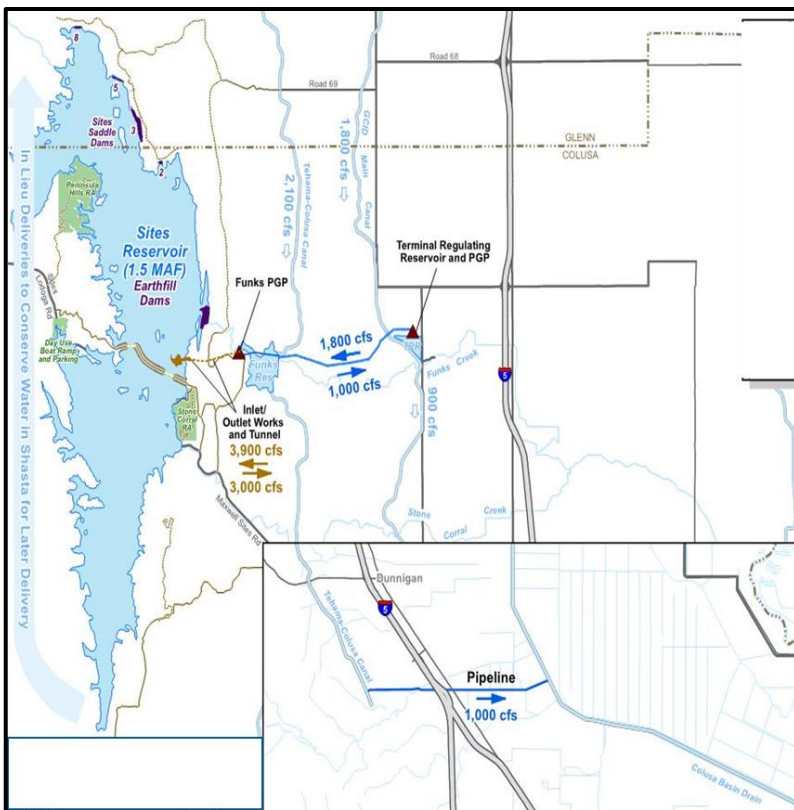 8
Road 68
Road 69
5
Sites
Saddle
Dams
3
GCID Main Canal
1,800 cfs
GLENN
COLUSA
2
Tehama-Colusa Canal
2,100 cfs
In Lieu Deliveries to Conserve Water in Shasta for Later Delivery
Peninsula
Hills RA
Sites
Reservoir
(1.5 MAF)
Earthfill
Dams
Terminal Regulating
Reservoir and PGP
Funks PGP
Sites
Lodoga Rd
Day Use
Boat Ramp
and Parking
1,800 cfs
1,000 cfs
TRR
Funks
Res
Funks Creek
5
900 cfs
Inlet/
Outlet Works
and Tunnel
3,900 cfs
3,000 cfs
Stone
Corral
RA
Stone
Corral
Creek
Maxwell Sites Rd
Dunnigan
5
Tehama-Colusa Canal
Pipeline
1,000 cfs
Colusa Basin Drain